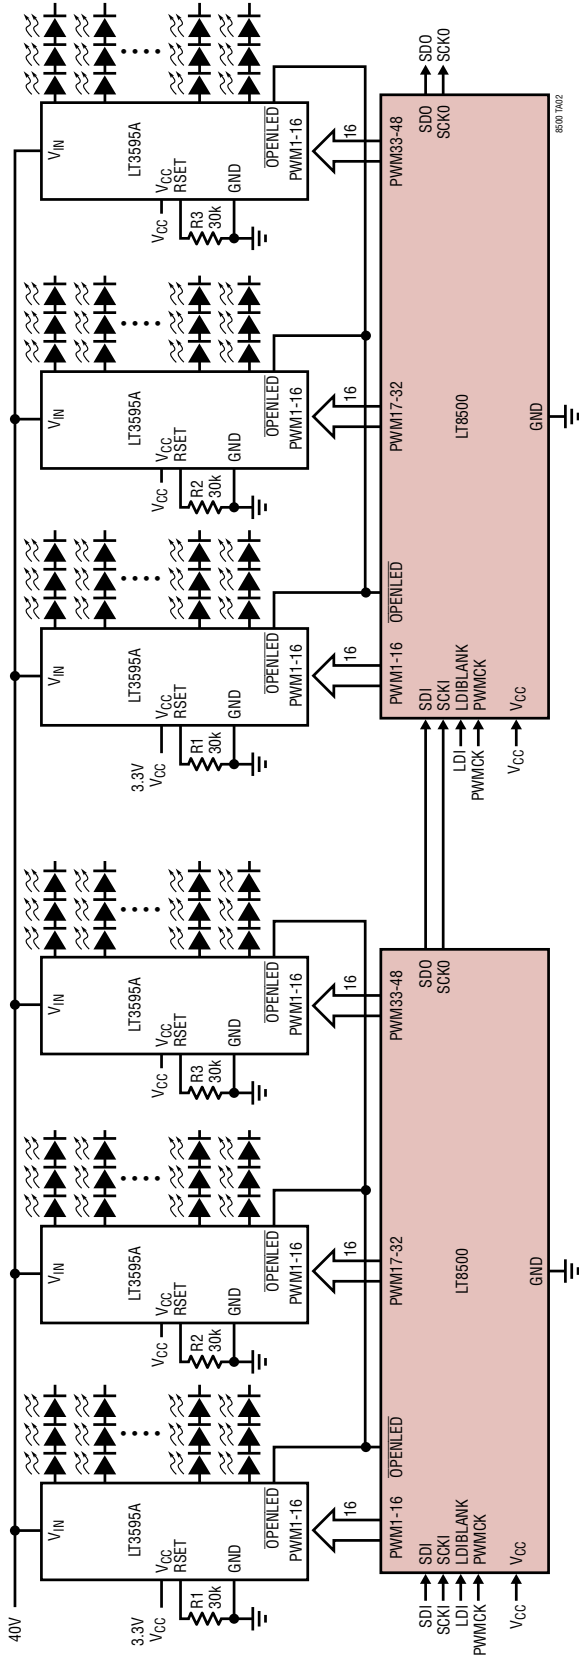 40V
VIN
LT3595A
3.3V
VCC
VCC
RSET
R1
30k
GND
OPENLED
PWM1-16
16
VIN
LT3595A
VCC
VCC
RSET
R2
30k
GND
OPENLED
PWM1-16
16
VIN
LT3595A
VCC
VCC
RSET
R3
30k
GND
OPENLED
PWM1-16
16
VIN
LT3595A
3.3V
VCC
VCC
RSET
R1
30k
GND
OPENLED
PWM1-16
16
VIN
LT3595A
VCC
VCC
RSET
R2
30k
GND
OPENLED
PWM1-16
16
VIN
LT3595A
VCC
VCC
RSET
R3
30k
GND
OPENLED
PWM1-16
16
PWM1-16
OPENLED
PWM17-32
PWM33-48
SDI
SCKI
LDI
PWMCK
VCC
SDI
SCKI
LDIBLANK
PWMCK
VCC
LT8500
GND
SDO
SCK0
PWM1-16
OPENLED
PWM17-32
PWM33-48
LDI
PWMCK
VCC
SDI
SCKI
LDIBLANK
PWMCK
VCC
LT8500
GND
SDO
SCK0
SDO
SCK0
8500 TA02